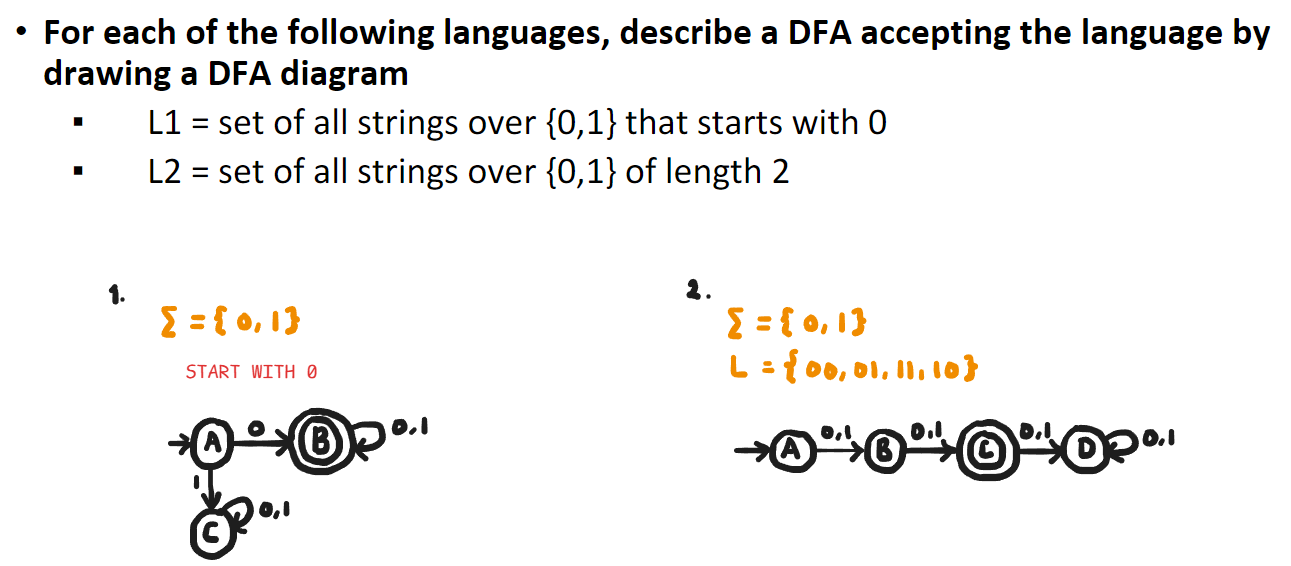 • For each of the following languages, describe a DFA accepting the language by
drawing a DFA diagram
▪ L1 = set of all strings over {0,1} that starts with 0
▪ L2 = set of all strings over {0,1} of length 2
1.
Σ = {0,1}
START WITH 0
A 0 B 0,1
1
C 0,1
2.
Σ = {0,1}
L = {00,01,11,10}
A 0,1 B 0,1 C 0,1 D 0,1